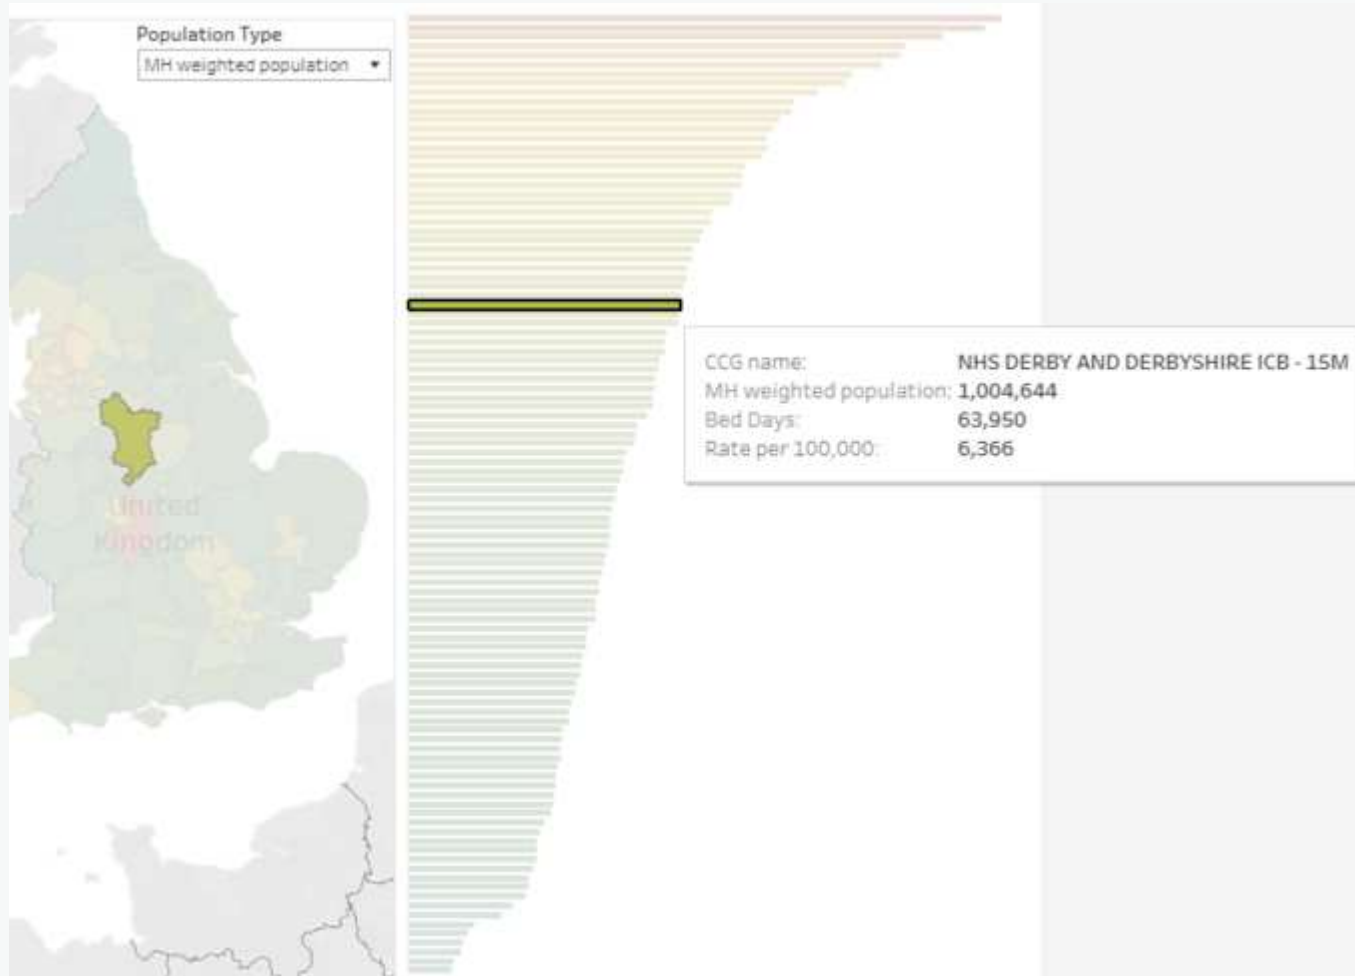 Population Type
MH weighted population
United
Kingdom
CCG name: NHS DERBY AND DERBYSHIRE ICB - 15M
MH weighted population: 1,004,644
Bed Days: 63,950
Rate per 100,000: 6,366